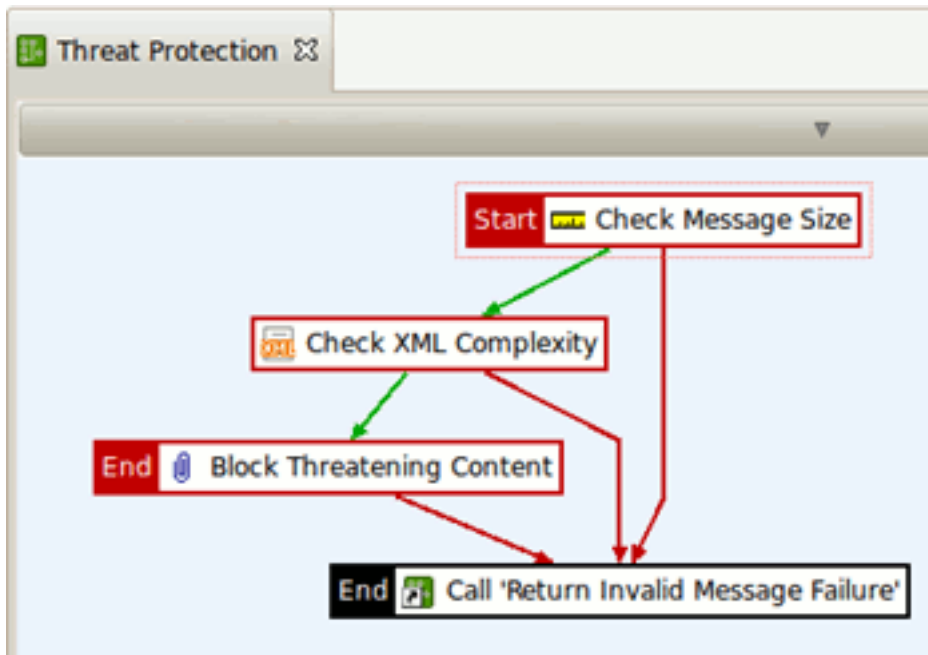 Threat Protection
Start Check Message Size
XML Check XML Complexity
End Block Threatening Content
End Call 'Return Invalid Message Failure'